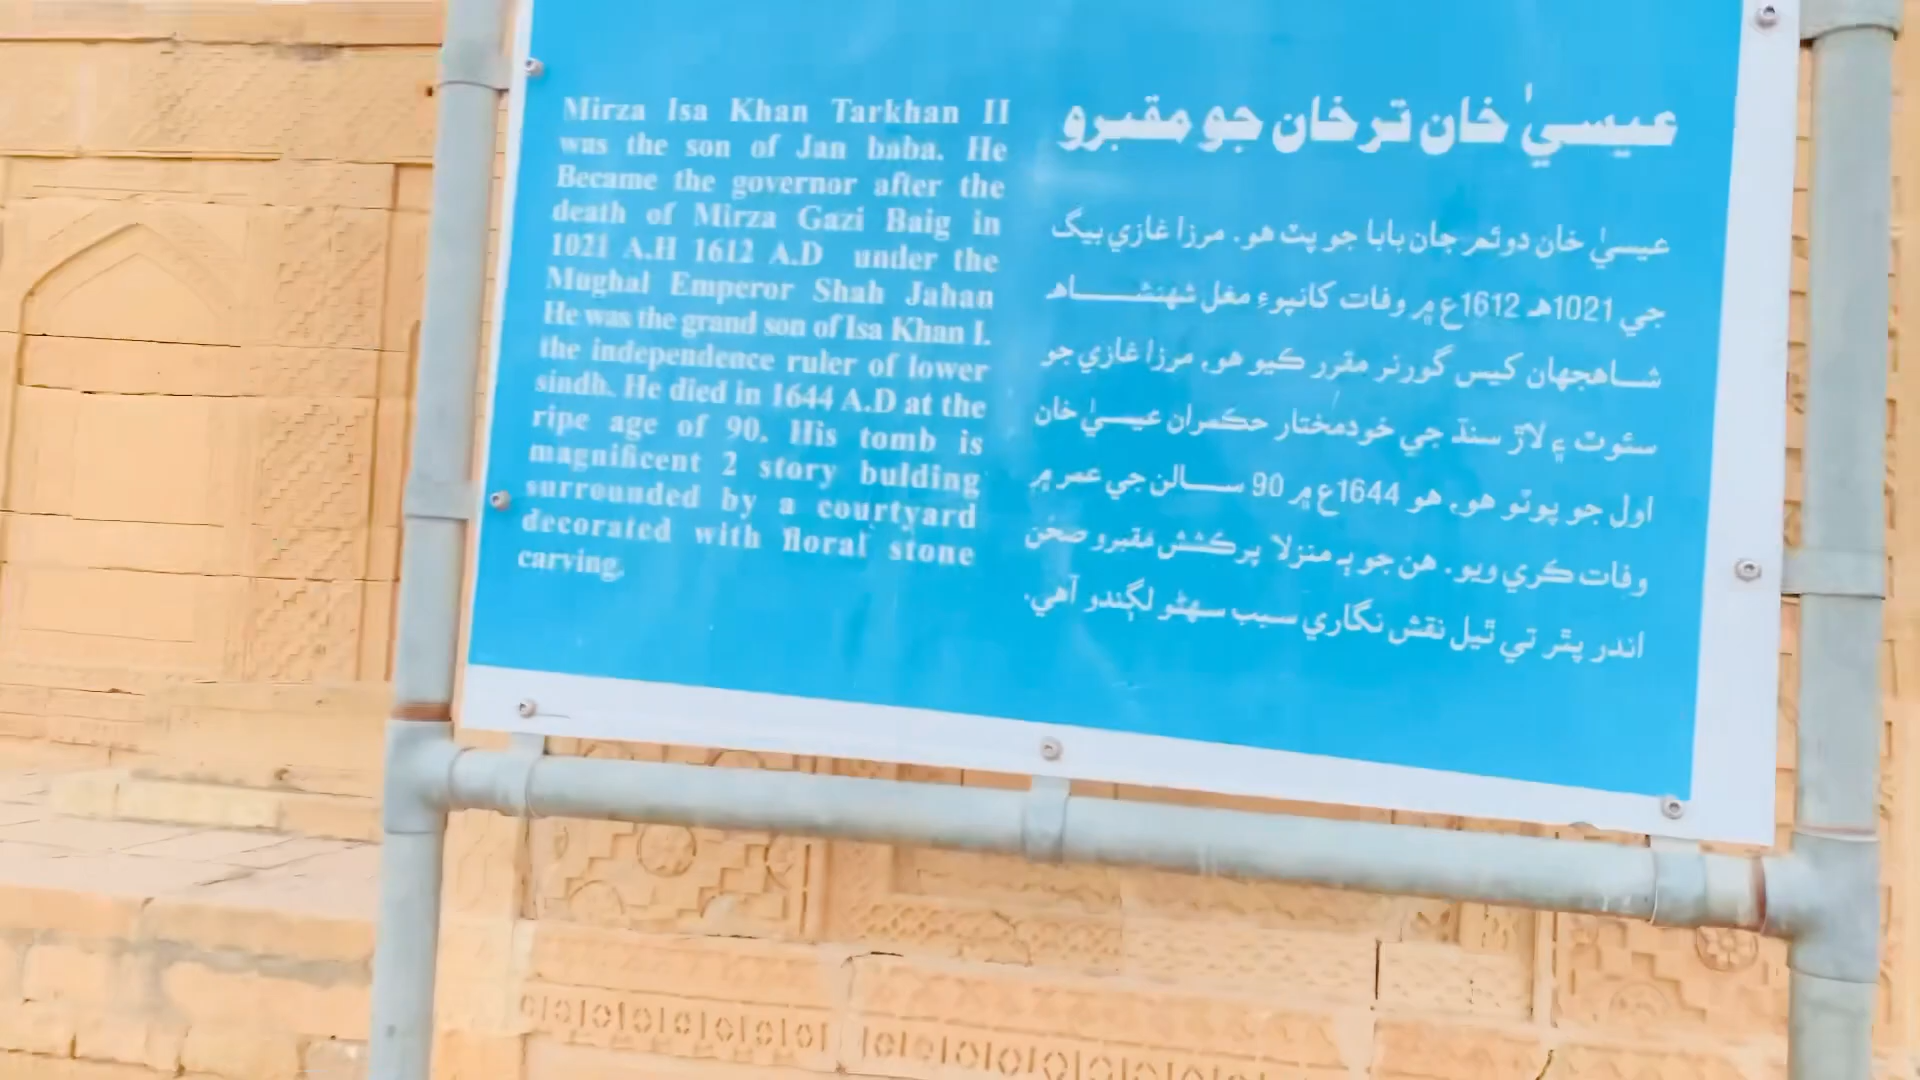 Mirza Isa Khan Tarkhan II
was the son of Jan baba. He
Became the governor after the
death of Mirza Gazi Baig in
1021 A.H 1612 A.D under the
Mughal Emperor Shah Jahan
He was the grand son of Isa Khan I.
the independence ruler of lower
sindh. He died in 1644 A.D at the
ripe age of 90. His tomb is
magnificent 2 story bulding
surrounded by a courtyard
decorated with floral stone
carving.
عيسيٰ خان ترخان جو مقبرو
عيسيٰ خان دوئم جان بابا جو پٽ هو. مرزا غازي بيگ
جي 1021هه 1612ع ۾ وفات کانپوءِ مغل شهنشاهه
شاهجهان کيس گورنر مقرر ڪيو هو. مرزا غازي جو
سئوٽ ۽ لاڙ سنڌ جي خودمختار حڪمران عيسيٰ خان
اول جو پوٽو هو. هو 1644ع ۾ 90 سالن جي عمر ۾
وفات ڪري ويو. هن جو ٻه منزلا پرڪشش مقبرو صحن
اندر پٿر تي ٿيل نقش نگاري سبب سهڻو لڳندو آهي.